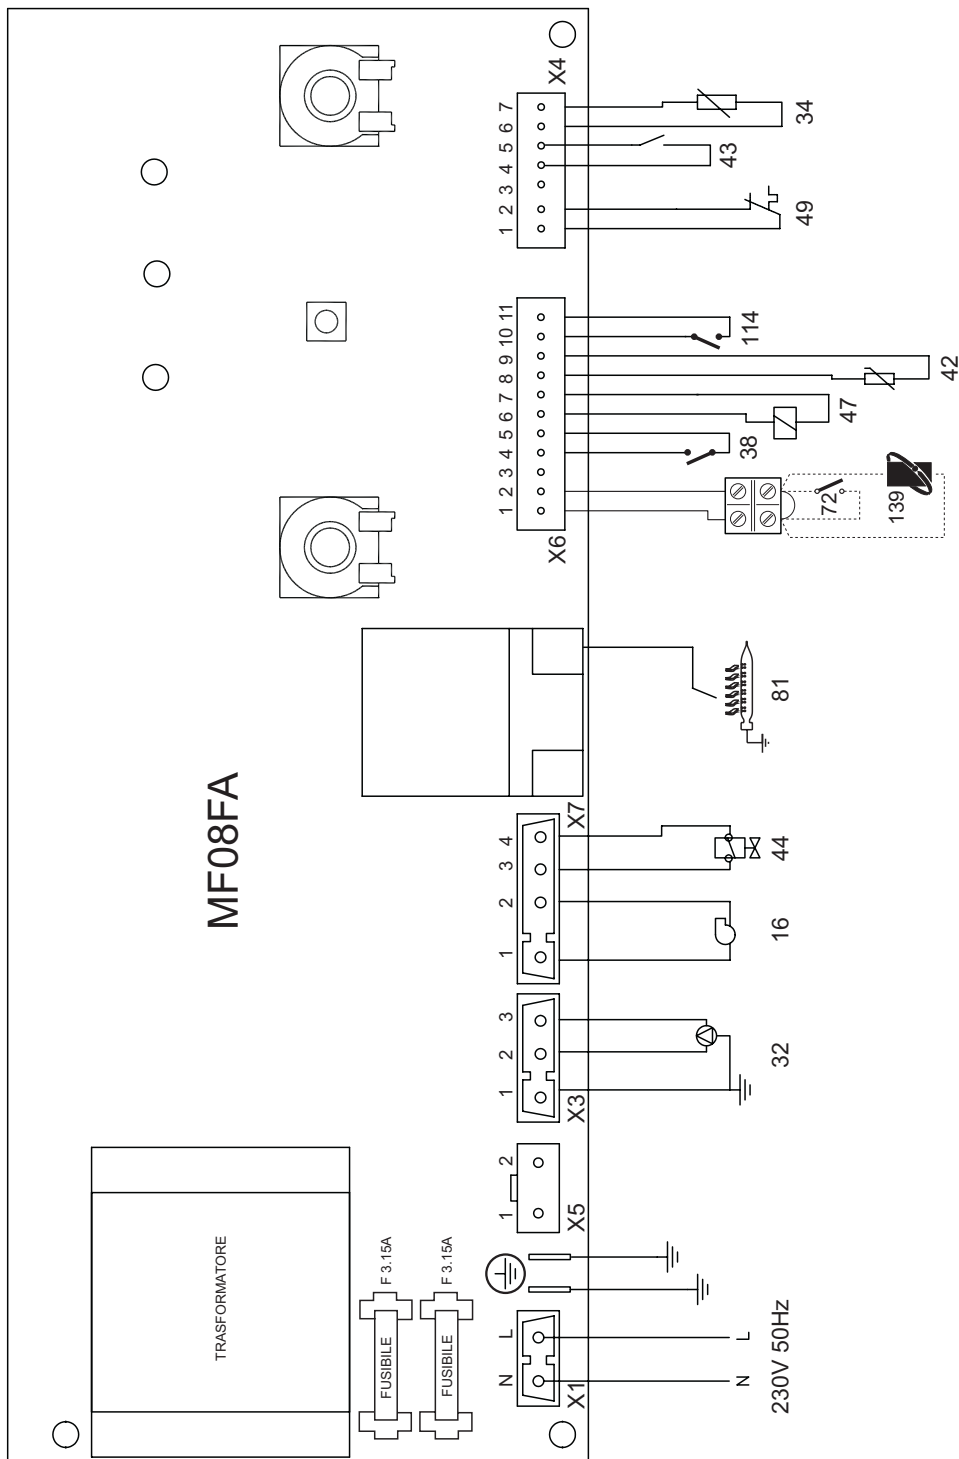 MF08FA
TRASFORMATORE
FUSIBILE
F 3.15A
FUSIBILE
F 3.15A
X1
N L
N L
230V 50Hz
X5
1 2
X3
1 2 3
32
X7
1 2 3 4
16
44
81
X6
1 2 3 4 5 6 7 8 9 10 11
72
139
38
47
42
114
X4
1 2 3 4 5 6 7
49
43
34